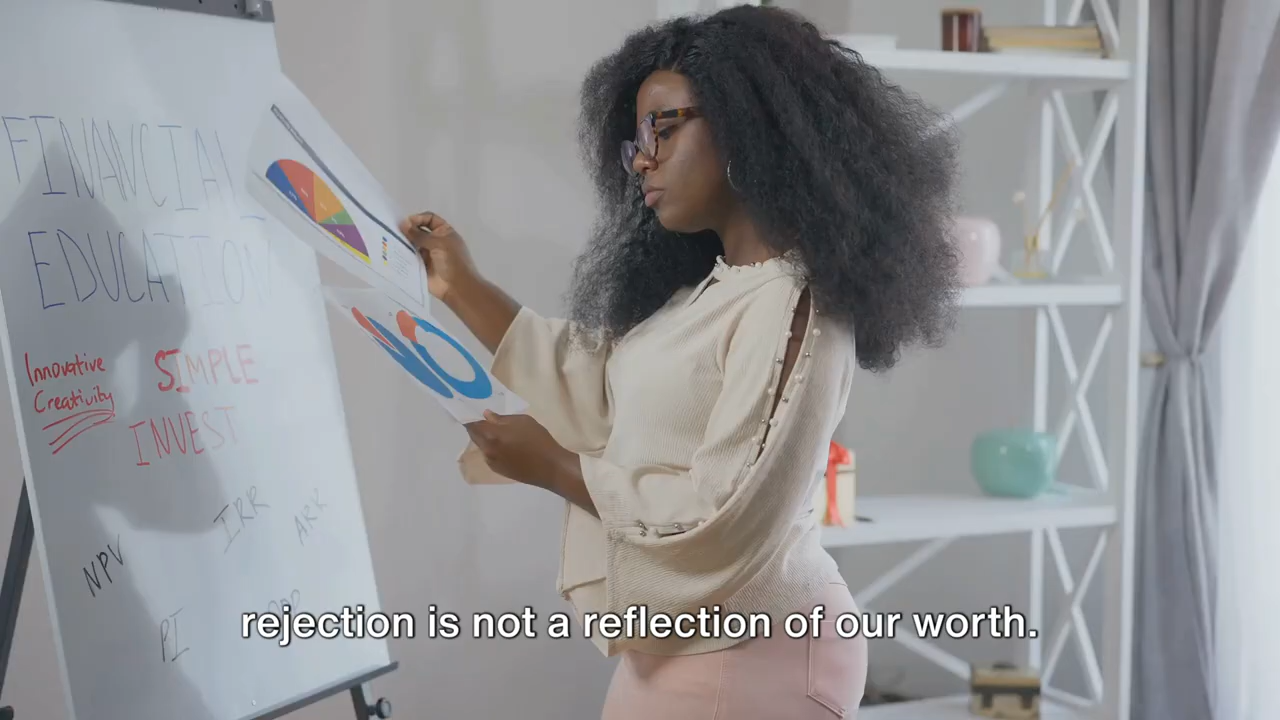 FINANCIAL
EDUCATION
Innovative
Creativity
SIMPLE
INVEST
IRR
ARR
NPV
PI
rejection is not a reflection of our worth.